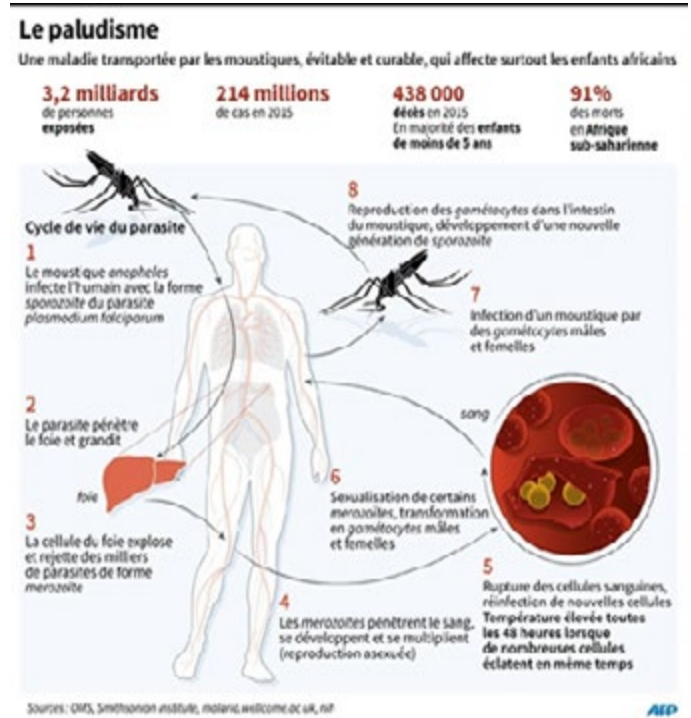 Le paludisme
Une maladie transportée par les moustiques, évitable et curable, qui affecte surtout les enfants africains
3,2 milliards
de personnes
exposées
214 millions
de cas en 2015
438 000
décès en 2015
En majorité des enfants
de moins de 5 ans
91%
des morts
en Afrique
sub-saharienne
Cycle de vie du parasite
1
Le moustique anopheles
infecte l'humain avec la forme
sporozoïte du parasite
plasmodium falciparum
2
Le parasite pénètre
le foie et grandit
foie
3
La cellule du foie explose
et rejette des milliers
de parasites de forme
merozoïte
4
Les merozoïtes pénètrent le sang,
se développent et se multiplient
(reproduction asexuée)
sang
5
Rupture des cellules sanguines,
réinfection de nouvelles cellules
Température élevée toutes
les 48 heures lorsque
de nombreuses cellules
éclatent en même temps
6
Sexualisation de certains
merozoïtes, transformation
en gamétocytes mâles
et femelles
7
Infection d'un moustique par
des gamétocytes mâles
et femelles
8
Reproduction des gamétocytes dans l'intestin
du moustique, développement d'une nouvelle
génération de sporozoïte
Sources : OMS, Smithsonian Institute, malaria.wellcome.ac.uk, nif
AFP